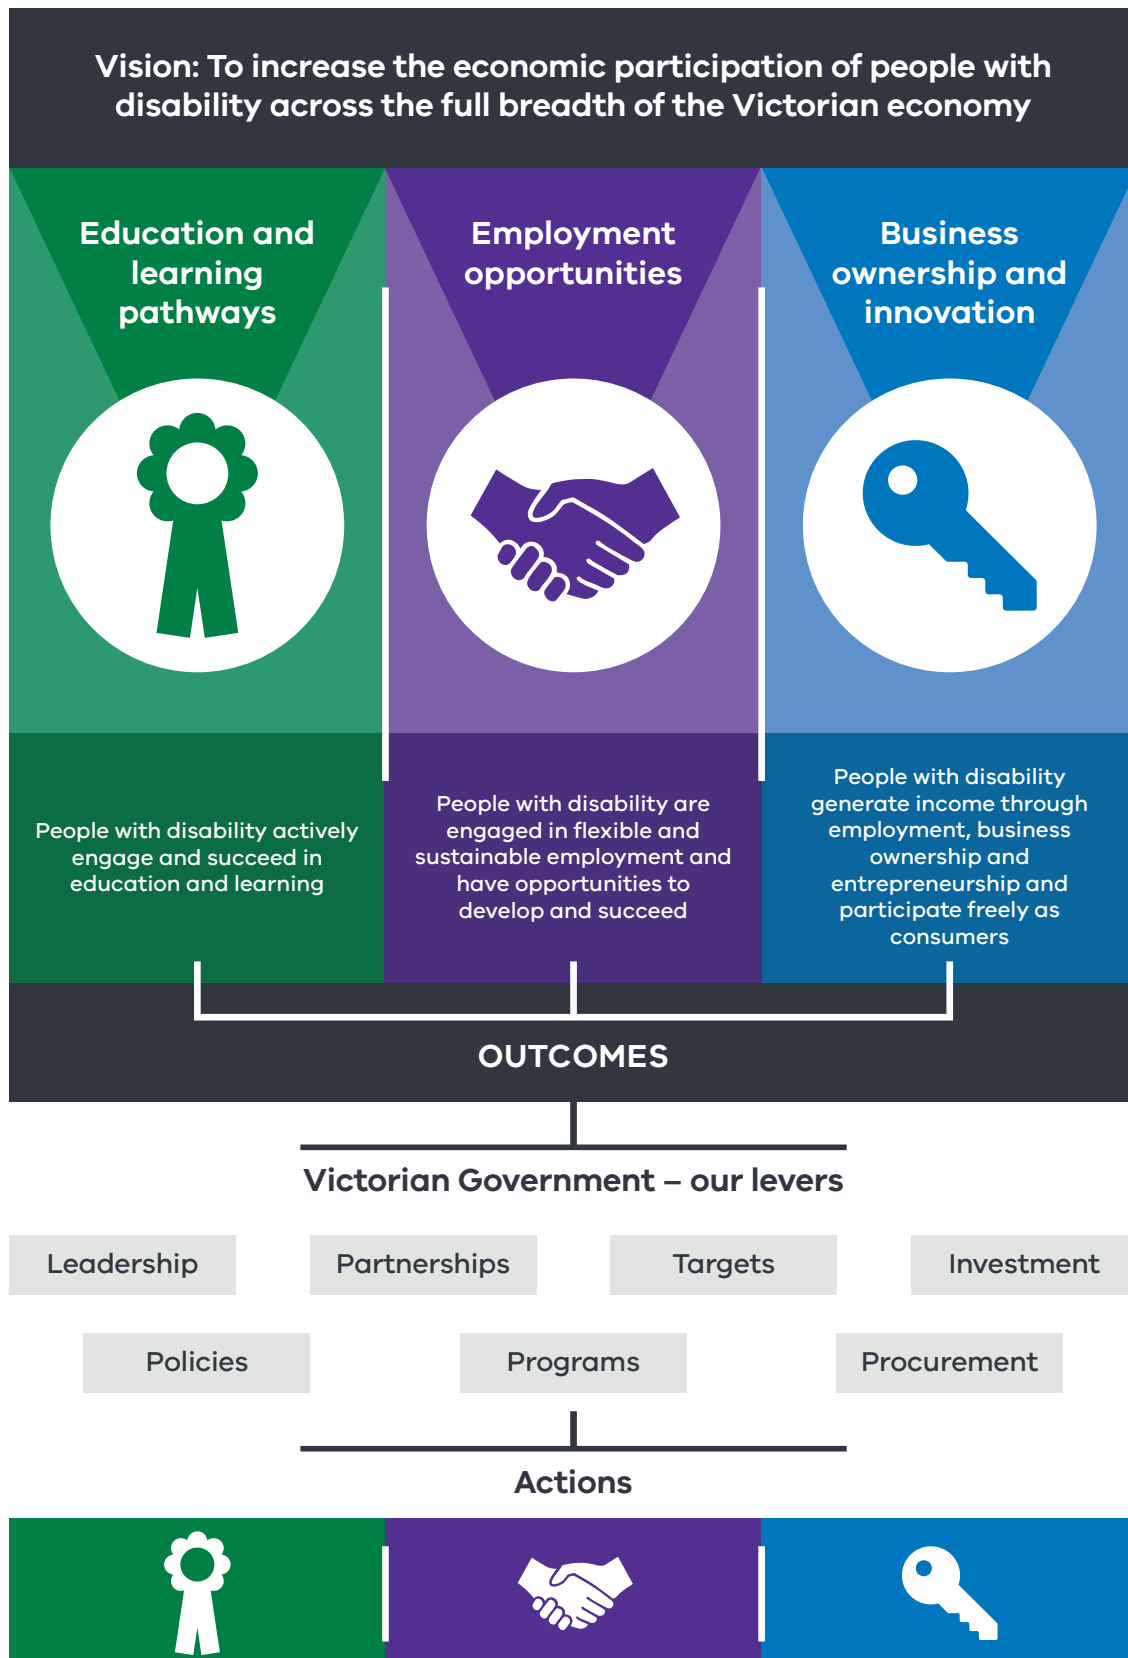 Vision: To increase the economic participation of people with
disability across the full breadth of the Victorian economy
Education and
learning
pathways
Employment
opportunities
Business
ownership and
innovation
People with disability actively
engage and succeed in
education and learning
People with disability are
engaged in flexible and
sustainable employment and
have opportunities to
develop and succeed
People with disability
generate income through
employment, business
ownership and
entrepreneurship and
participate freely as
consumers
OUTCOMES
Victorian Government – our levers
Leadership
Partnerships
Targets
Investment
Policies
Programs
Procurement
Actions